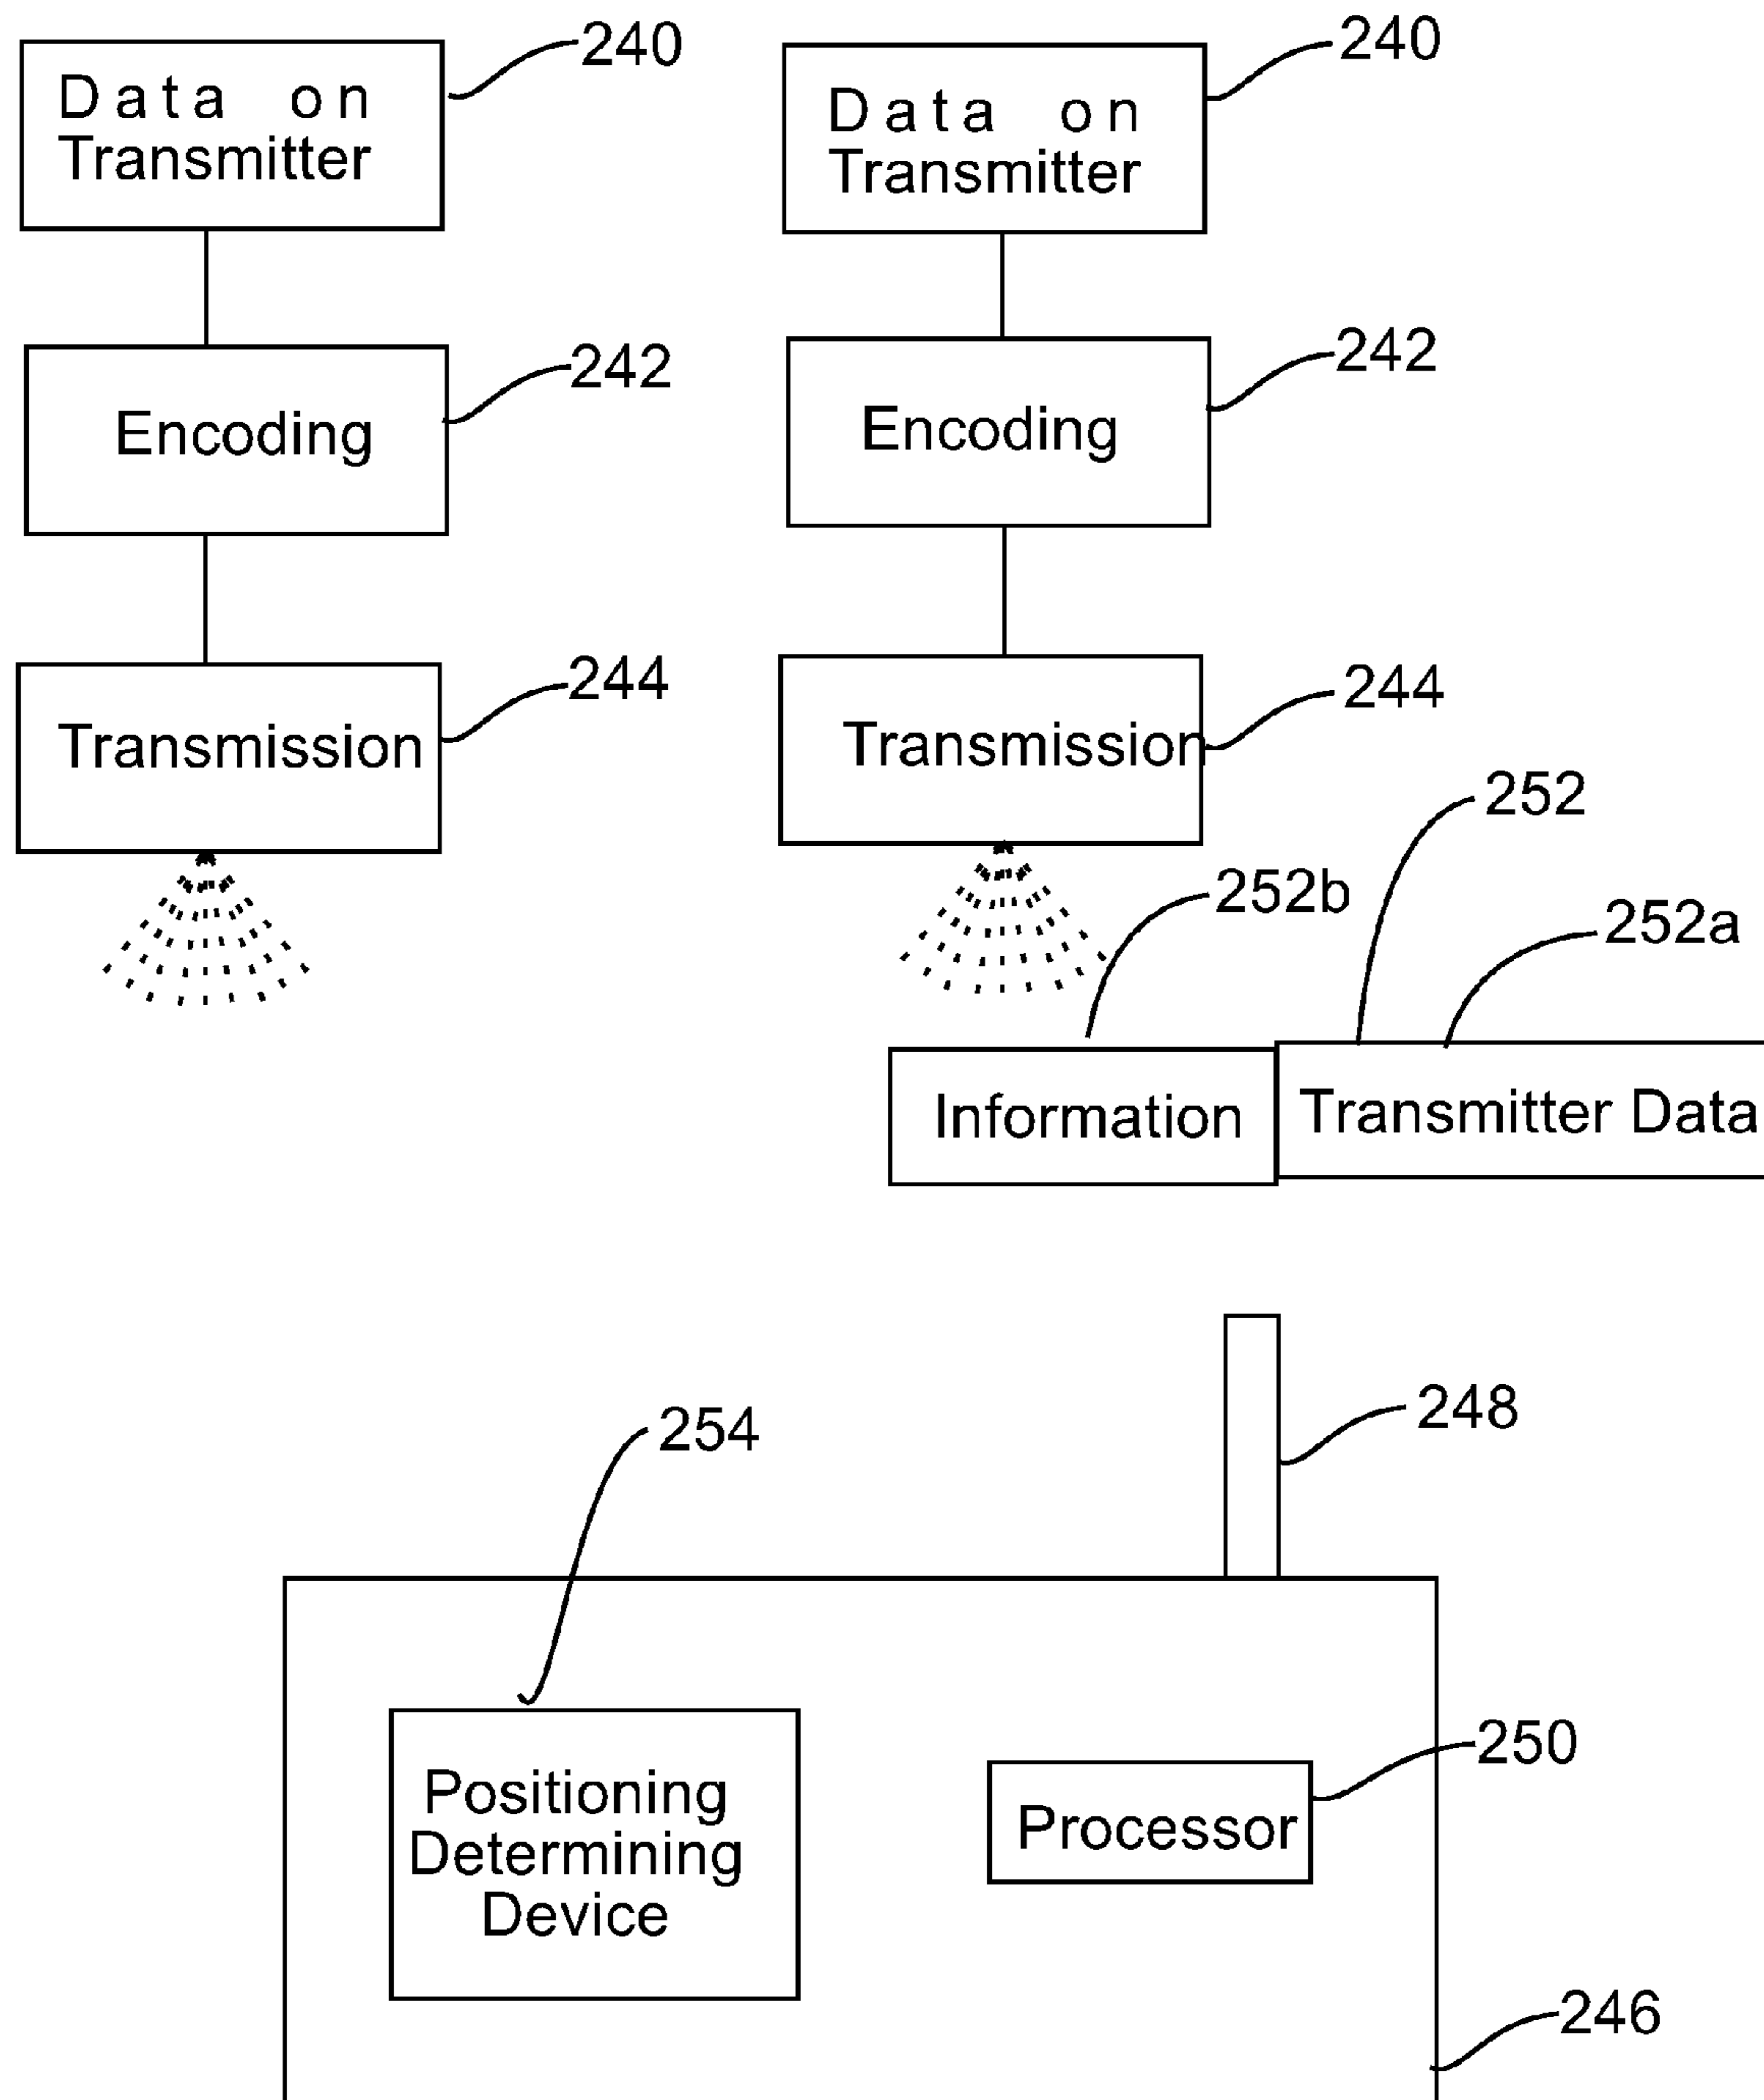 240
Data on
Transmitter
240
Data on
Transmitter
242
Encoding
242
Encoding
244
Transmission
244
Transmission
252
252b
252a
Information
Transmitter Data
248
254
250
Positioning
Determining
Device
Processor
246